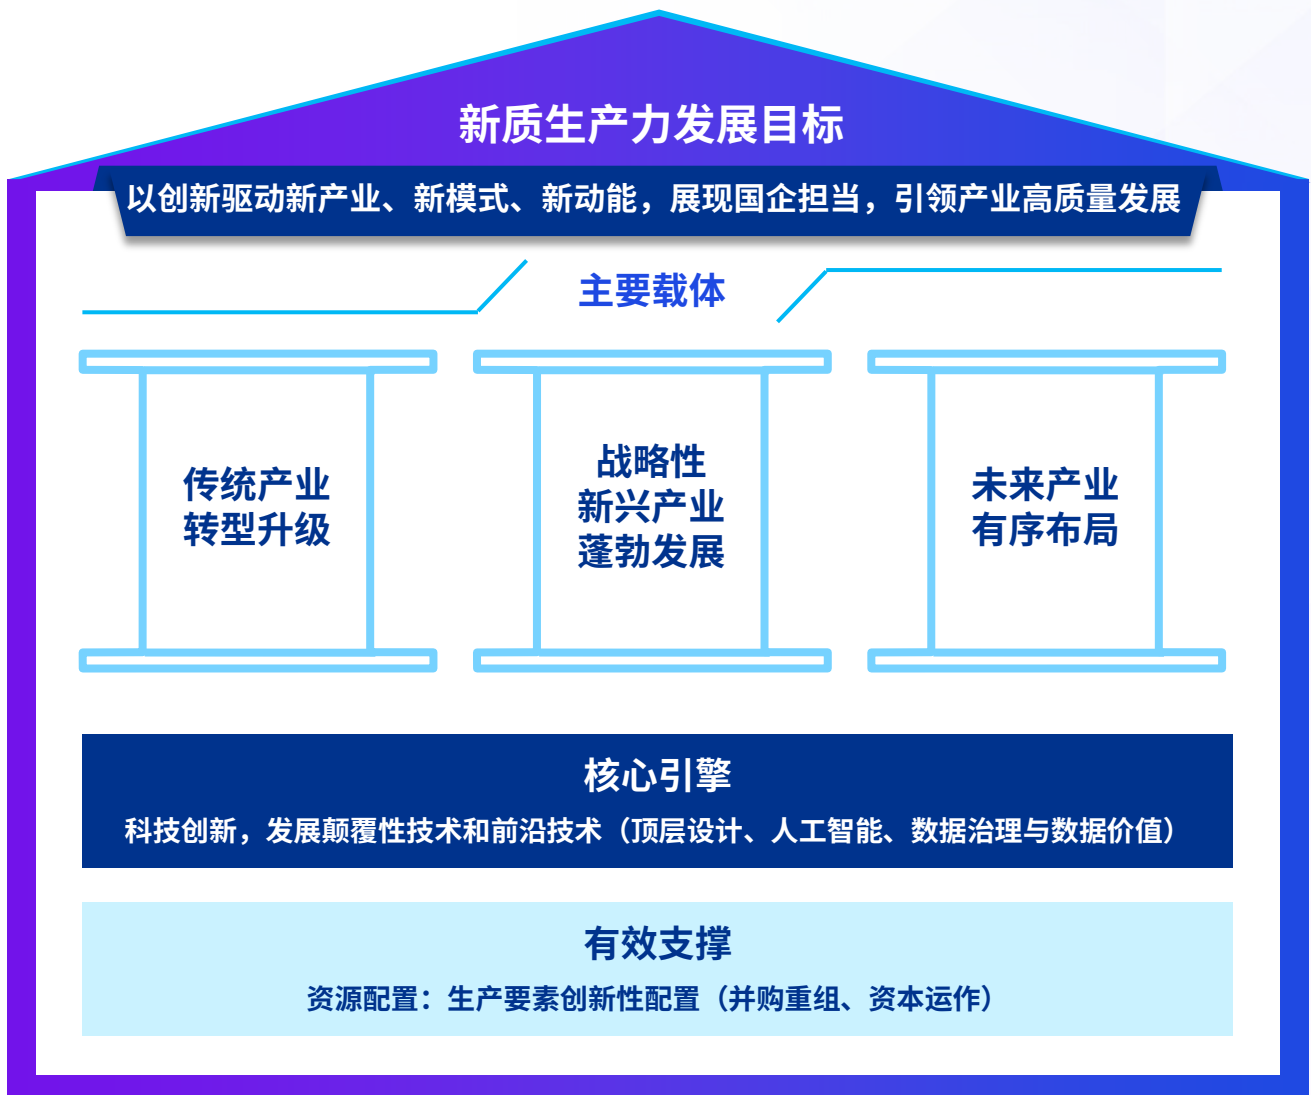 新质生产力发展目标
以创新驱动新产业、新模式、新动能，展现国企担当，引领产业高质量发展
主要载体
传统产业
转型升级
战略性
新兴产业
蓬勃发展
未来产业
有序布局
核心引擎
科技创新，发展颠覆性技术和前沿技术（顶层设计、人工智能、数据治理与数据价值）
有效支撑
资源配置：生产要素创新性配置（并购重组、资本运作）